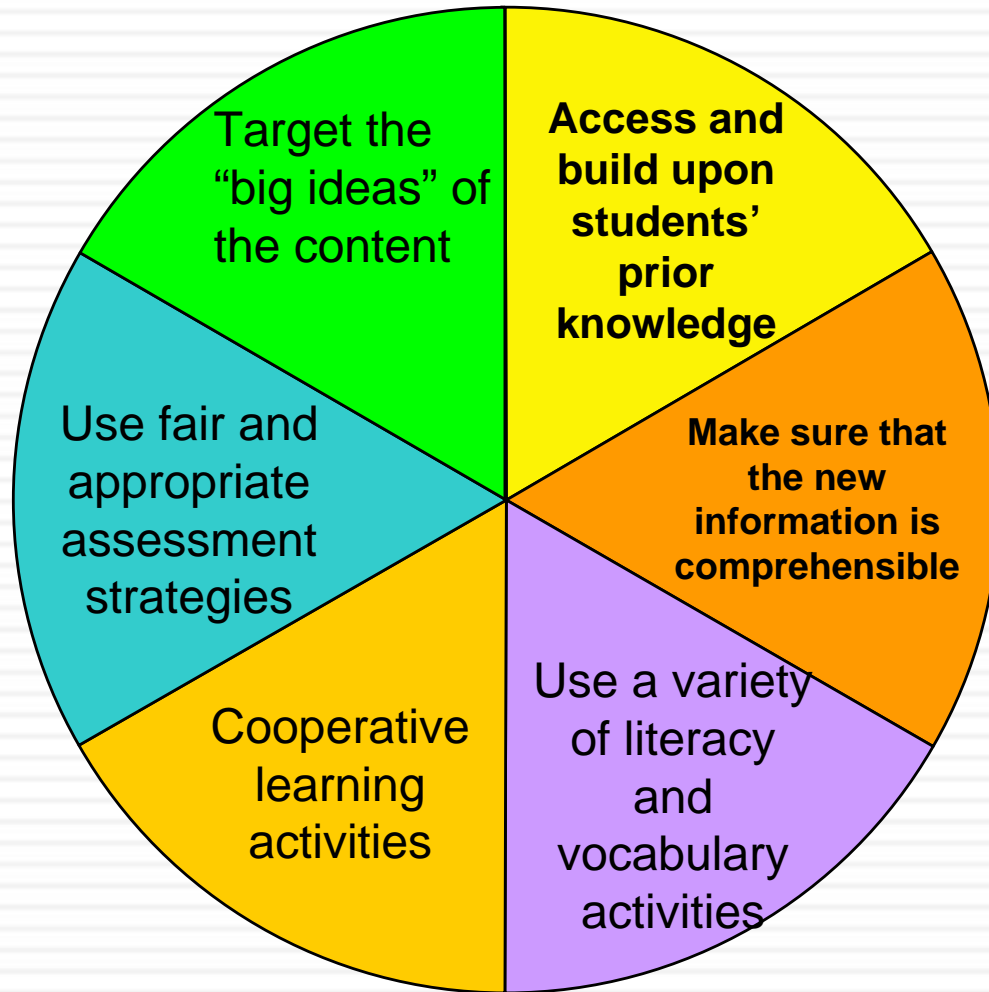 Target the
“big ideas” of
the content
Access and
build upon
students’
prior
knowledge
Make sure that
the new
information is
comprehensible
Use a variety
of literacy
and
vocabulary
activities
Cooperative
learning
activities
Use fair and
appropriate
assessment
strategies